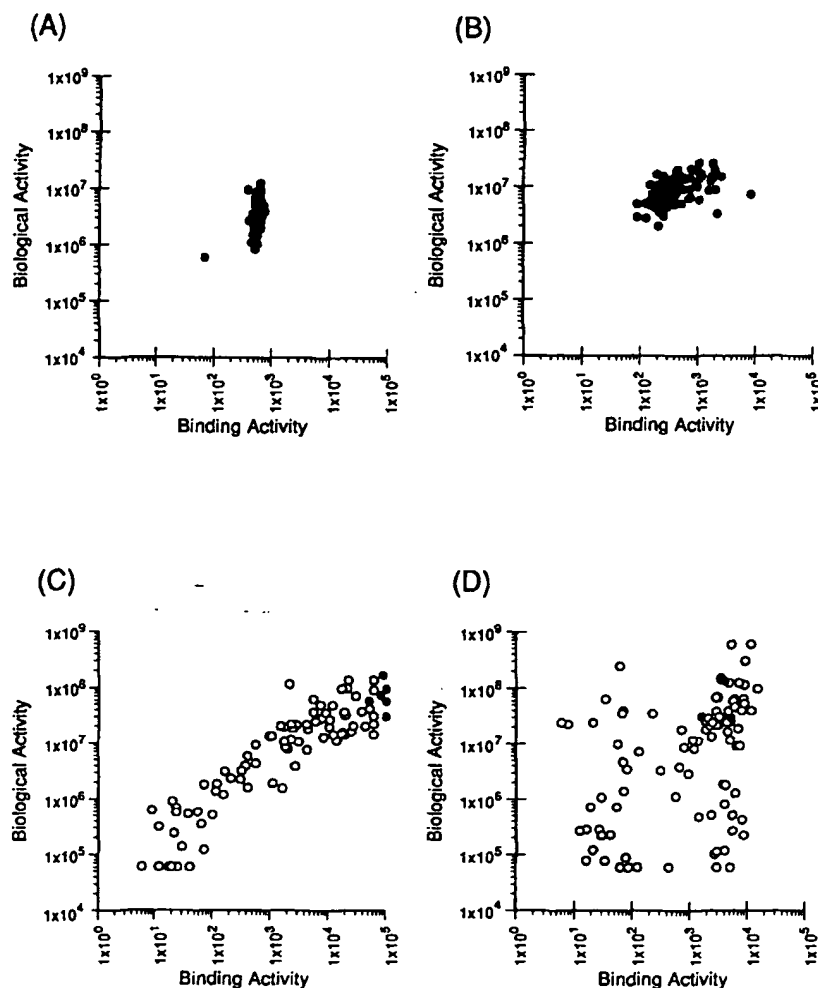 (A)
Biological Activity
1x10⁹
1x10⁸
1x10⁷
1x10⁶
1x10⁵
1x10⁴
1x10⁰
1x10¹
1x10²
1x10³
1x10⁴
1x10⁵
Binding Activity
(B)
Biological Activity
1x10⁹
1x10⁸
1x10⁷
1x10⁶
1x10⁵
1x10⁴
1x10⁰
1x10¹
1x10²
1x10³
1x10⁴
1x10⁵
Binding Activity
(C)
Biological Activity
1x10⁹
1x10⁸
1x10⁷
1x10⁶
1x10⁵
1x10⁴
1x10⁰
1x10¹
1x10²
1x10³
1x10⁴
1x10⁵
Binding Activity
(D)
Biological Activity
1x10⁹
1x10⁸
1x10⁷
1x10⁶
1x10⁵
1x10⁴
1x10⁰
1x10¹
1x10²
1x10³
1x10⁴
1x10⁵
Binding Activity